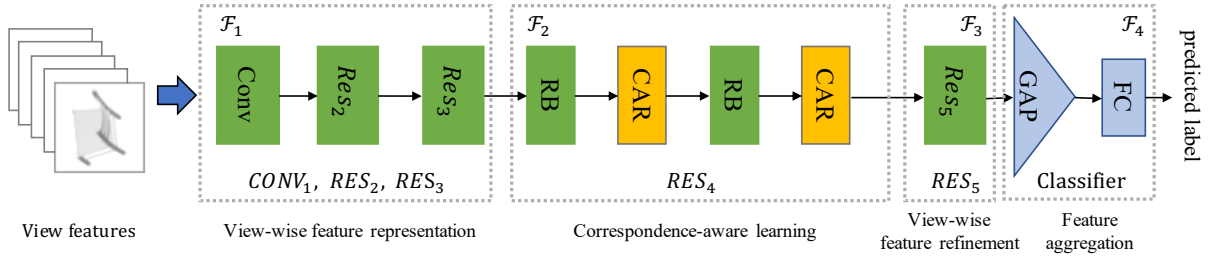 ℱ₁
Conv
Res₂
Res₃
CONV₁, RES₂, RES₃
ℱ₂
RB
CAR
RB
CAR
RES₄
ℱ₃
Res₅
RES₅
ℱ₄
GAP
FC
Classifier
predicted label
View features
View-wise feature representation
Correspondence-aware learning
View-wise
feature refinement
Feature
aggregation